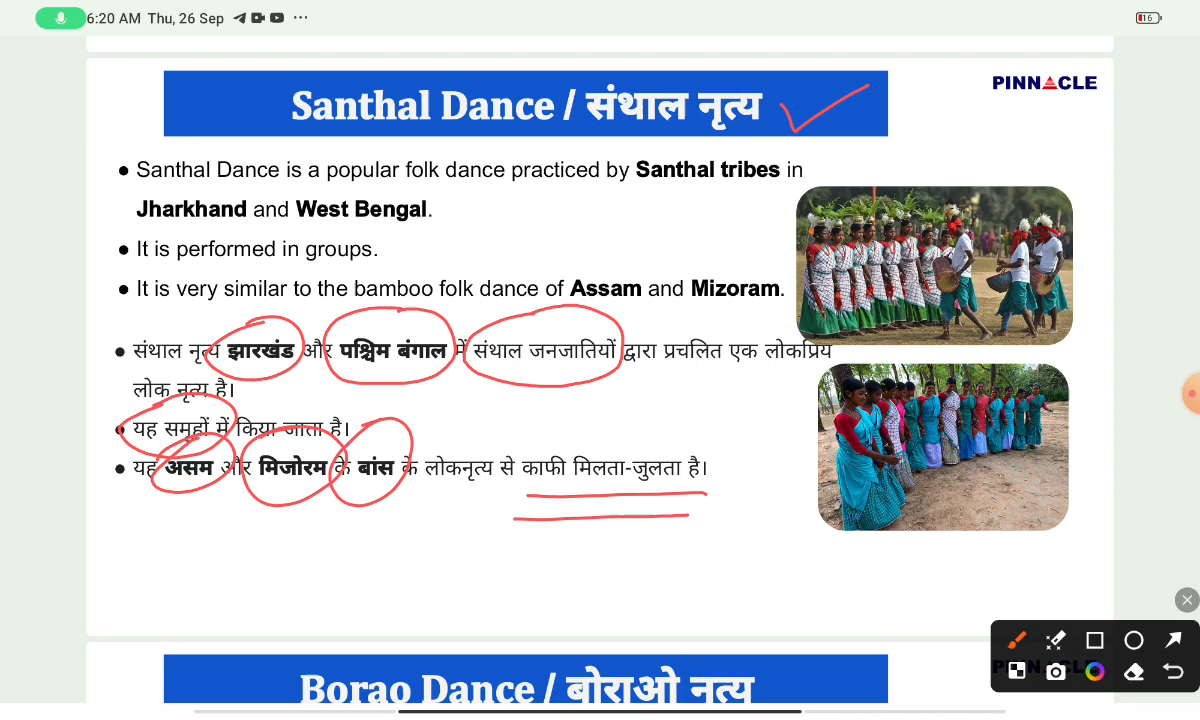 6:20 AM Thu, 26 Sep
16
Santhal Dance / संथाल नृत्य
PINNACLE
● Santhal Dance is a popular folk dance practiced by Santhal tribes in
Jharkhand and West Bengal.
● It is performed in groups.
● It is very similar to the bamboo folk dance of Assam and Mizoram.
● संथाल नृत्य झारखंड और पश्चिम बंगाल में संथाल जनजातियों द्वारा प्रचलित एक लोकप्रिय
लोक नृत्य है।
● यह समूहों में किया जाता है।
● यह असम और मिजोरम के बांस के लोकनृत्य से काफी मिलता-जुलता है।
Borao Dance / बोराओ नृत्य